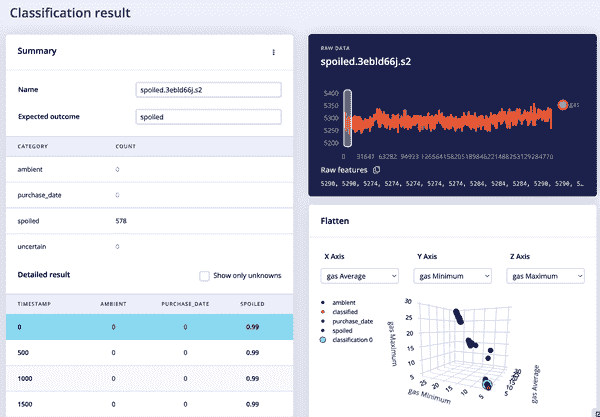 Classification result
Summary
Name
spoiled.3ebld66j.s2
Expected outcome
spoiled
CATEGORY COUNT
ambient 0
purchase_date 0
spoiled 578
uncertain 0
Detailed result
Show only unknowns
TIMESTAMP AMBIENT PURCHASE_DATE SPOILED
0 0 0 0.99
500 0 0 0.99
1000 0 0 0.99
1500 0 0 0.99
RAW DATA
spoiled.3ebld66j.s2
5400
5350
5300
5250
5200
gas
0 31647 63282 94933
Raw features
5290, 5290, 5274, 5274, 5274, 5274, 5284, 5284, 5284, 5290, 5290, 5...
Flatten
X Axis Y Axis Z Axis
gas Average gas Minimum gas Maximum
ambient
classified
purchase_date
spoiled
classification 0
gas Maximum
30
25
20
15
10
5
gas Minimum
25 20 15 10 5
gas Average
5